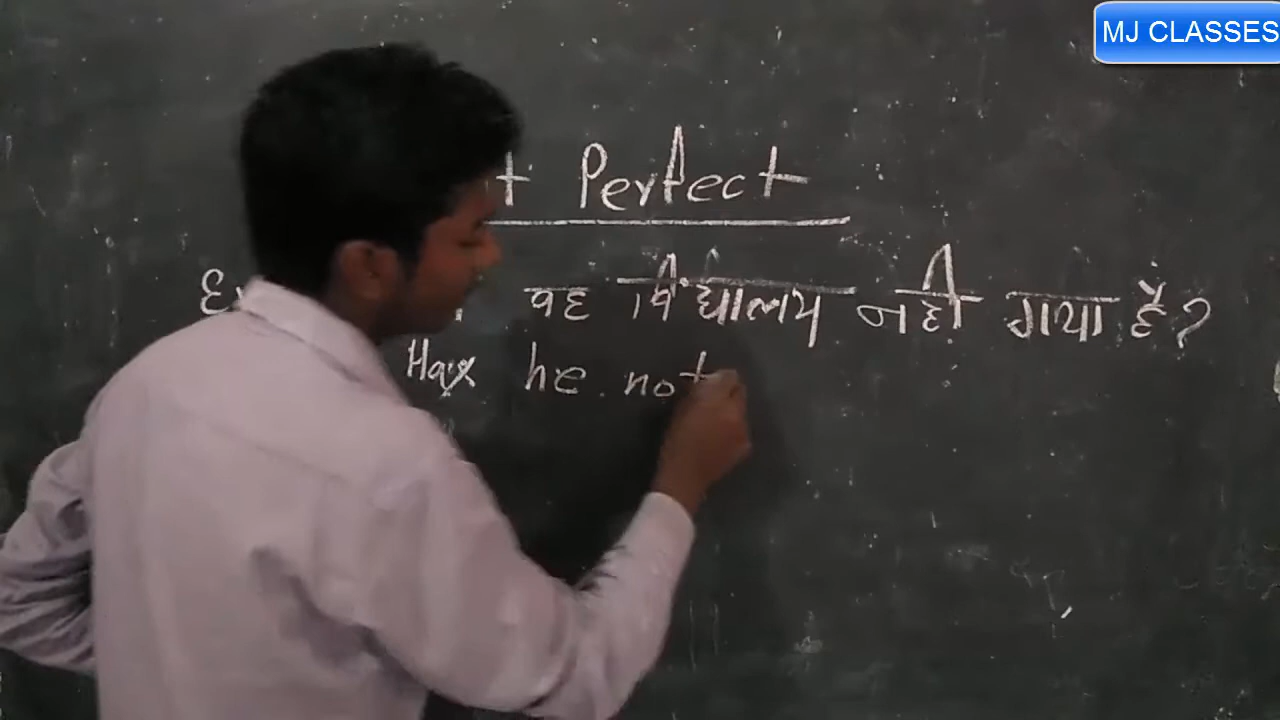 MJ CLASSES
Perfect
वह विद्यालय नहीं गया है?
Has he not